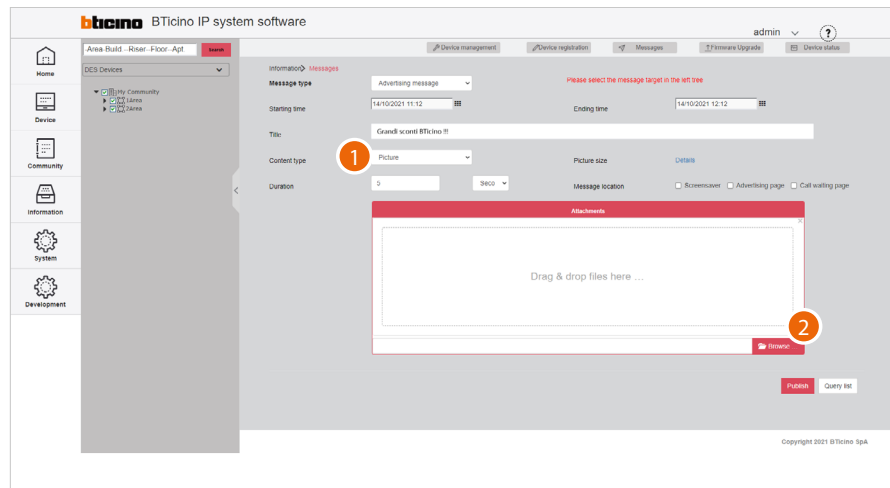 bticino BTicino IP system software
admin
?
Area-Build--Riser--Floor--Apt Search
Device management Device registration Messages Firmware Upgrade Device status
Home
DES Devices
Information> Messages
My Community
1Area
2Area
Message type Advertising message Please select the message target in the left tree
Starting time 14/10/2021 11:12 Ending time 14/10/2021 12:12
Device
Title Grandi sconti BTicino !!!
Community
Content type 1 Picture Picture size Details
Duration 5 Seco Message location Screensaver Advertising page Call waiting page
Information
Attachments
System
Drag & drop files here …
Development
2
Browse …
Publish Query list
Copyright 2021 BTicino SpA